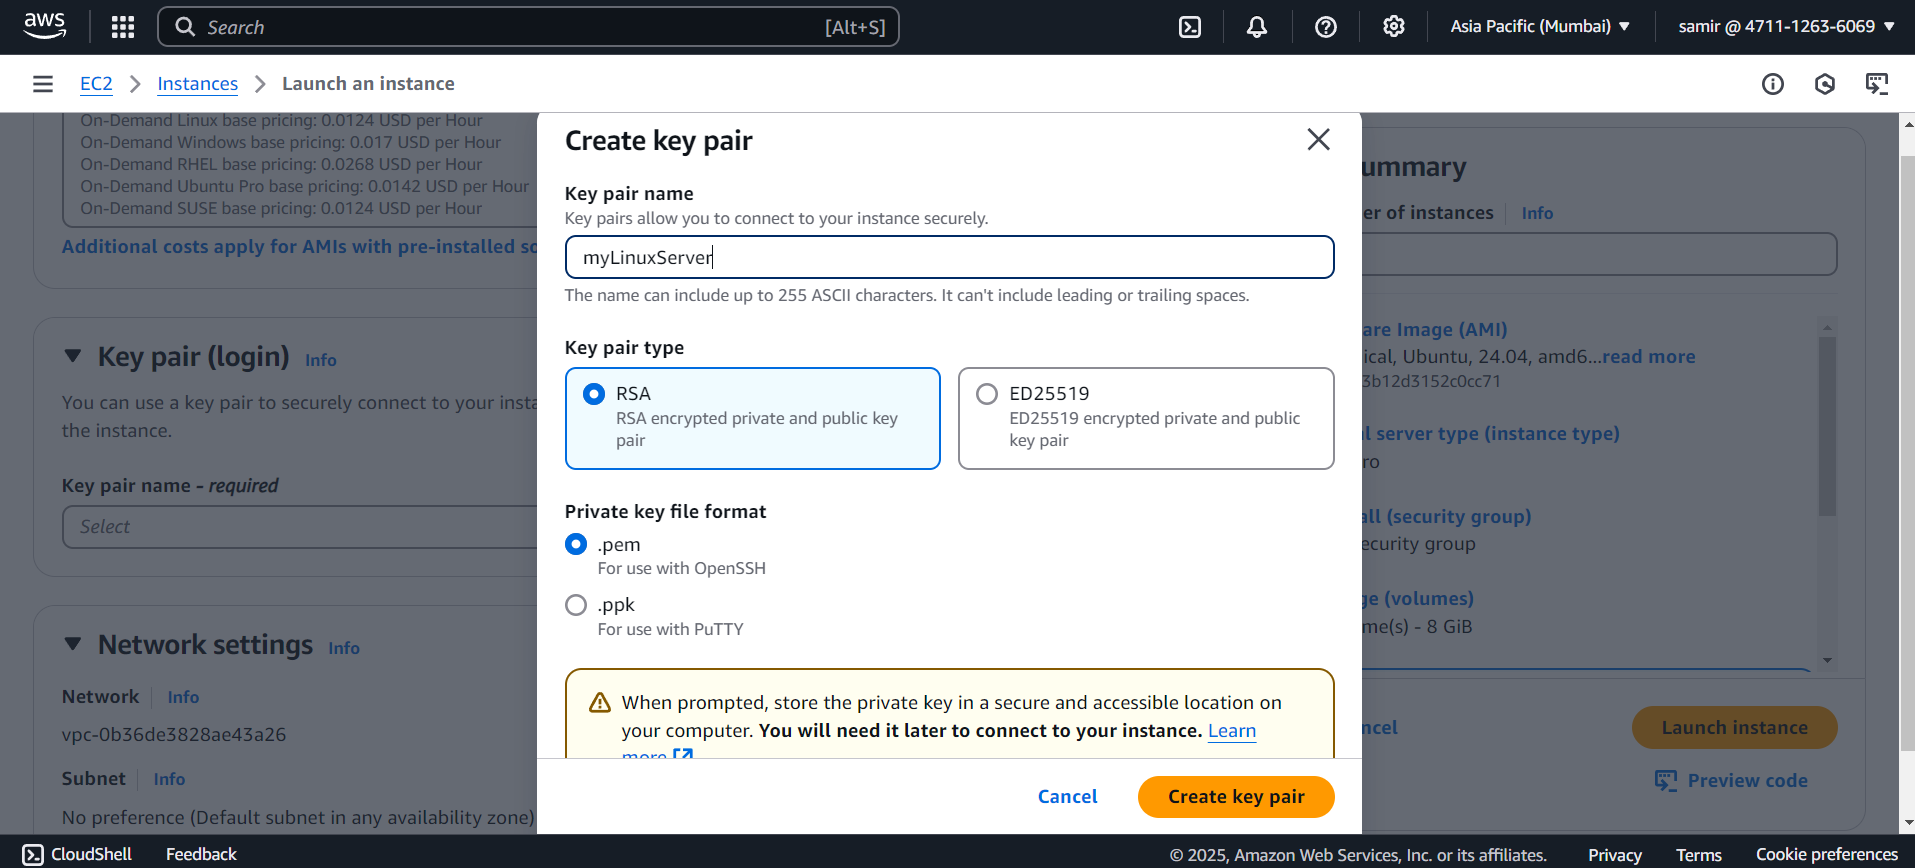 aws
Search
[Alt+S]
Asia Pacific (Mumbai)
samir @ 4711-1263-6069
EC2
Instances
Launch an instance
On-Demand Linux base pricing: 0.0124 USD per Hour
On-Demand Windows base pricing: 0.017 USD per Hour
On-Demand RHEL base pricing: 0.0268 USD per Hour
On-Demand Ubuntu Pro base pricing: 0.0142 USD per Hour
On-Demand SUSE base pricing: 0.0124 USD per Hour
Additional costs apply for AMIs with pre-installed so
Key pair (login)
Info
You can use a key pair to securely connect to your insta
the instance.
Key pair name - required
Select
Network settings
Info
Network
Info
vpc-0b36de3828ae43a26
Subnet
Info
No preference (Default subnet in any availability zone)
Create key pair
Key pair name
Key pairs allow you to connect to your instance securely.
myLinuxServer
The name can include up to 255 ASCII characters. It can't include leading or trailing spaces.
Key pair type
RSA
RSA encrypted private and public key
pair
ED25519
ED25519 encrypted private and public
key pair
Private key file format
.pem
For use with OpenSSH
.ppk
For use with PuTTY
When prompted, store the private key in a secure and accessible location on
your computer. You will need it later to connect to your instance. Learn
more
Cancel
Create key pair
ummary
er of instances
Info
are Image (AMI)
ical, Ubuntu, 24.04, amd6...read more
3b12d3152c0cc71
l server type (instance type)
ro
all (security group)
ecurity group
ge (volumes)
me(s) - 8 GiB
ncel
Launch instance
Preview code
CloudShell
Feedback
© 2025, Amazon Web Services, Inc. or its affiliates.
Privacy
Terms
Cookie preferences